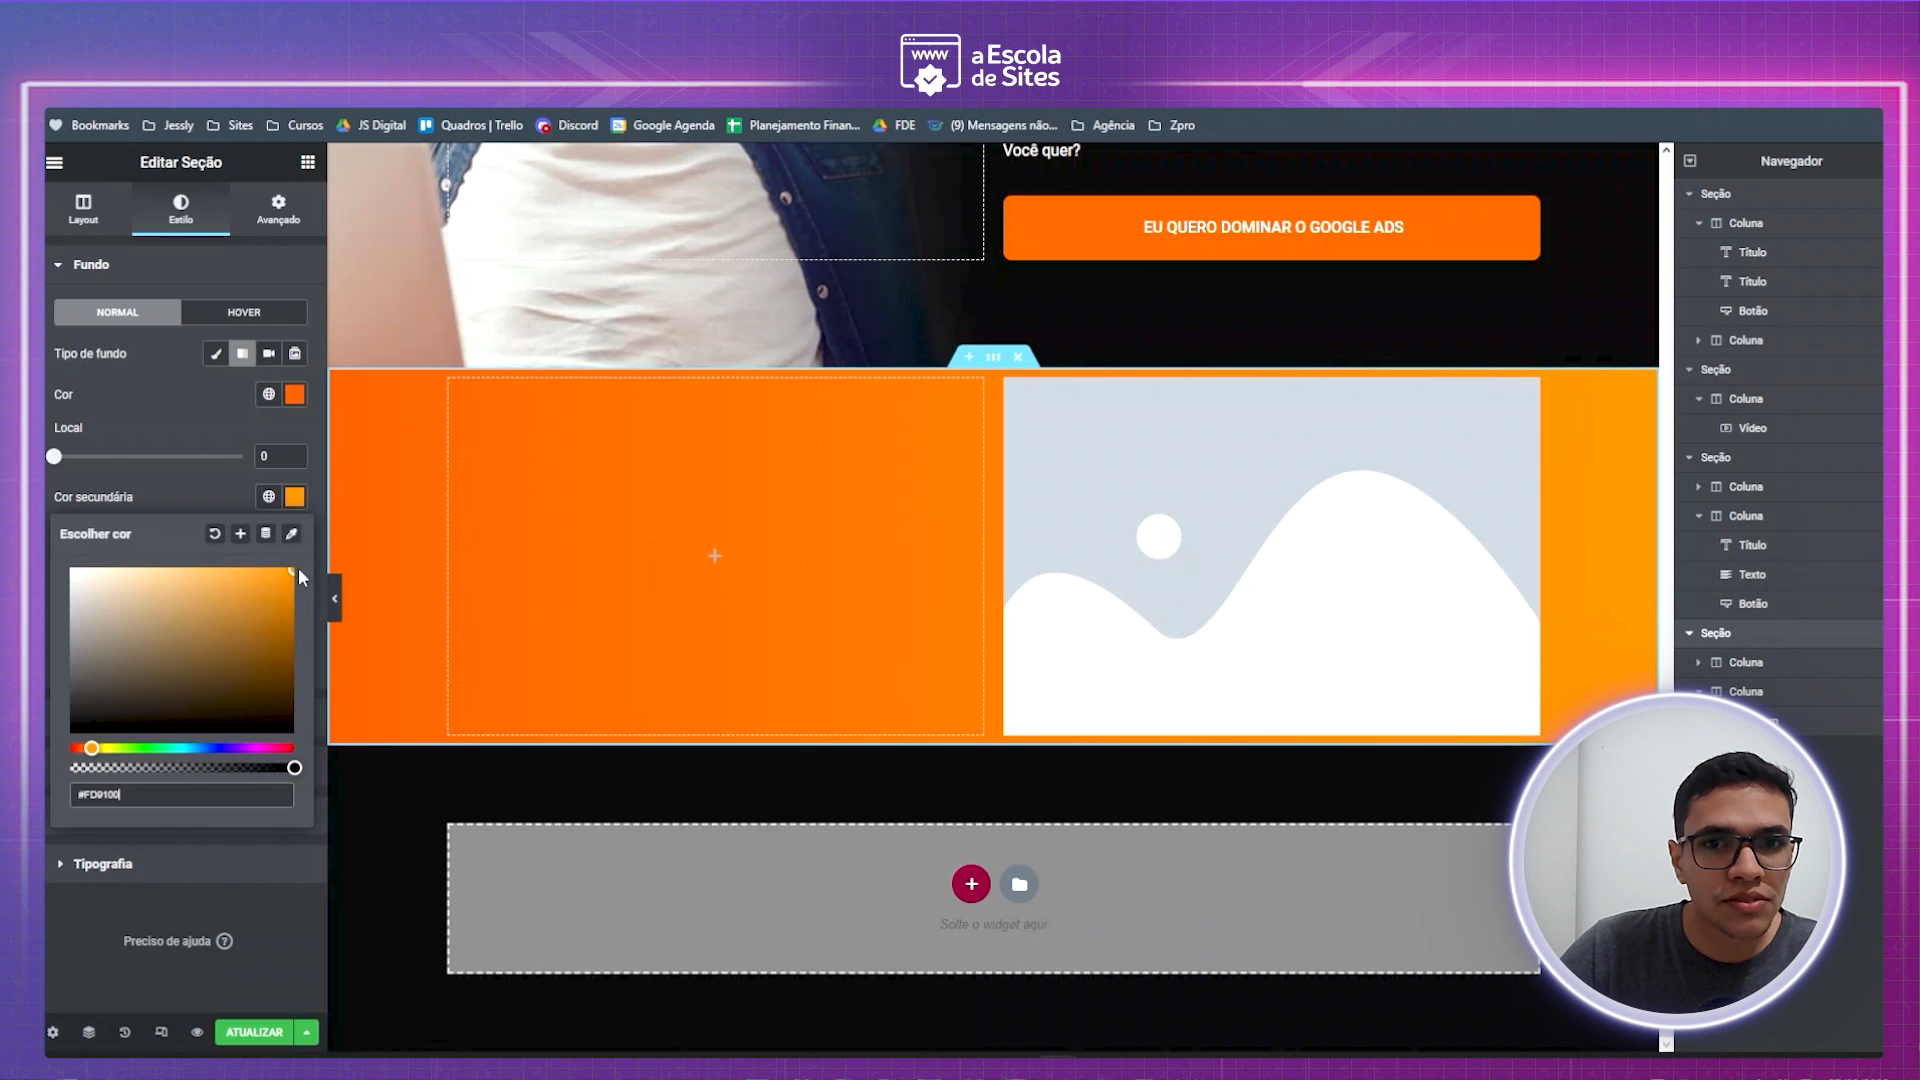 www
a Escola
de Sites
Bookmarks Jessly Sites Cursos JS Digital Quadros | Trello Discord Google Agenda Planejamento Finan... FDE (9) Mensagens não... Agência Zpro
Editar Seção
Layout Estilo Avançado
Fundo
NORMAL HOVER
Tipo de fundo
Cor
Local
0
Cor secundária
Escolher cor
#FD9100
Tipografia
Preciso de ajuda ?
ATUALIZAR
Você quer?
EU QUERO DOMINAR O GOOGLE ADS
Solte o widget aqui
Navegador
Seção
Coluna
Título
Título
Botão
Coluna
Seção
Coluna
Vídeo
Seção
Coluna
Coluna
Título
Texto
Botão
Seção
Coluna
Coluna